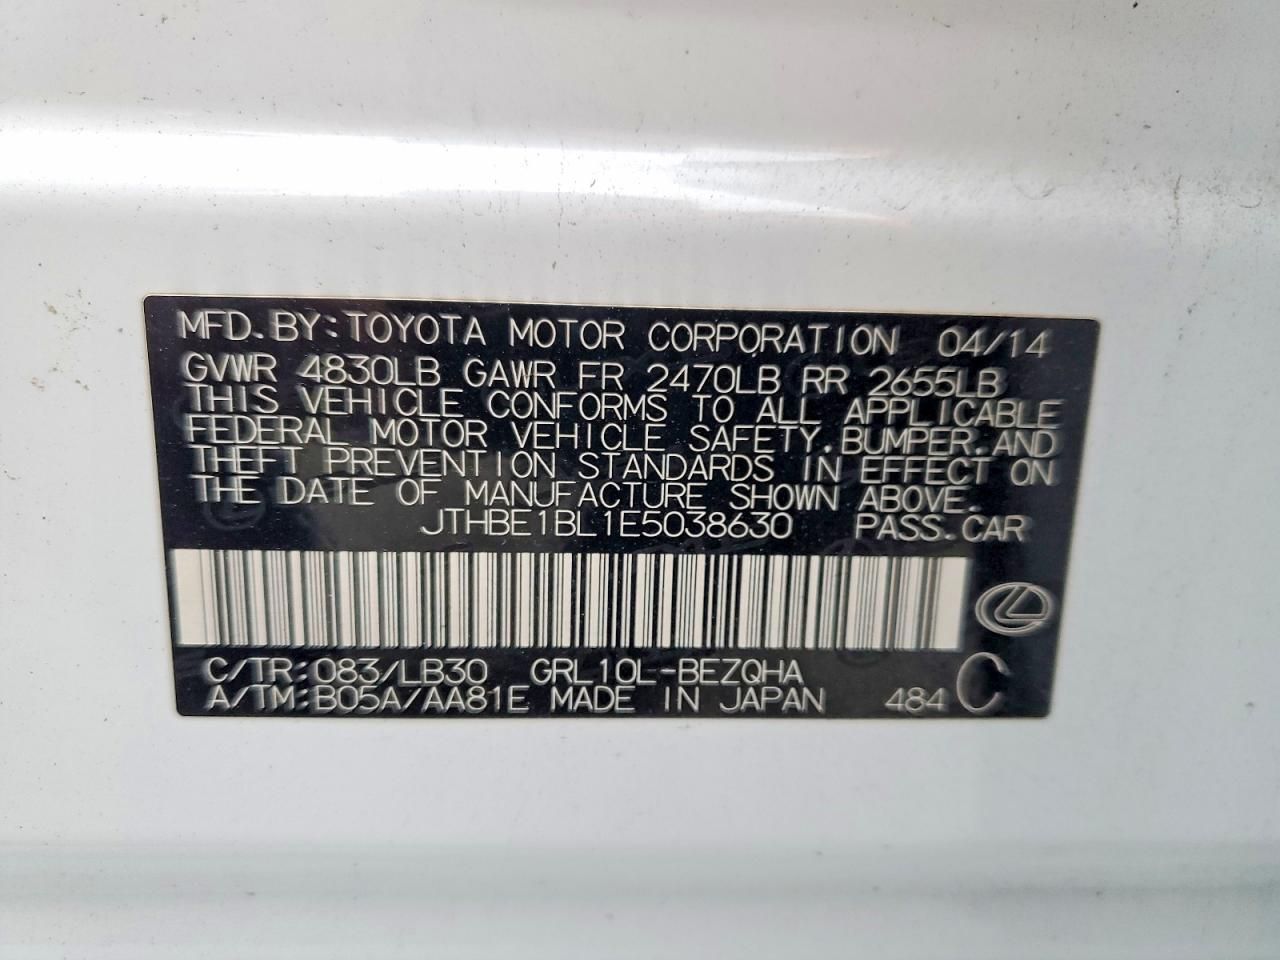 MFD.BY:TOYOTA MOTOR CORPORATION 04/14
GVWR 4830LB GAWR FR 2470LB RR 2655LB
THIS VEHICLE CONFORMS TO ALL APPLICABLE
FEDERAL MOTOR VEHICLE SAFETY,BUMPER,AND
THEFT PREVENTION STANDARDS IN EFFECT ON
THE DATE OF MANUFACTURE SHOWN ABOVE.
JTHBE1BL1E5038630 PASS.CAR
C/TR:083/LB30 GRL10L-BEZQHA
A/TM:B05A/AA81E MADE IN JAPAN 484 C